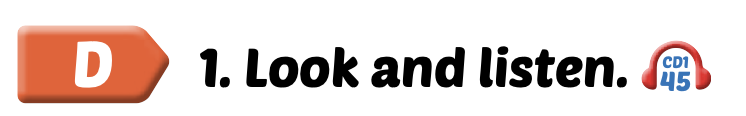 D 1. Look and listen. CD1
45